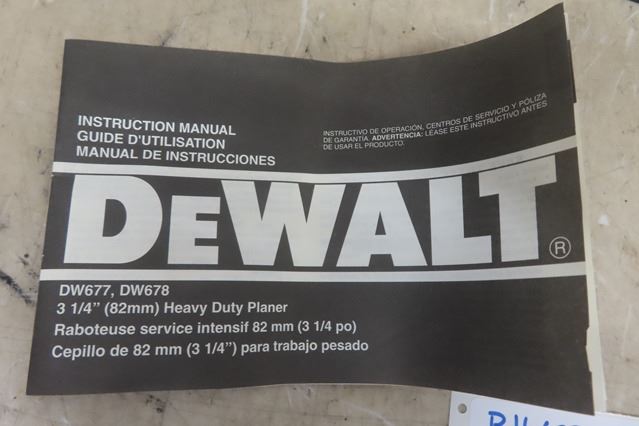 INSTRUCTION MANUAL
GUIDE D'UTILISATION
MANUAL DE INSTRUCCIONES
INSTRUCTIVO DE OPERACIÓN, CENTROS DE SERVICIO Y PÓLIZA
DE GARANTÍA. ADVERTENCIA: LÉASE ESTE INSTRUCTIVO ANTES
DE USAR EL PRODUCTO.
DEWALT®
DW677, DW678
3 1/4" (82mm) Heavy Duty Planer
Raboteuse service intensif 82 mm (3 1/4 po)
Cepillo de 82 mm (3 1/4") para trabajo pesado